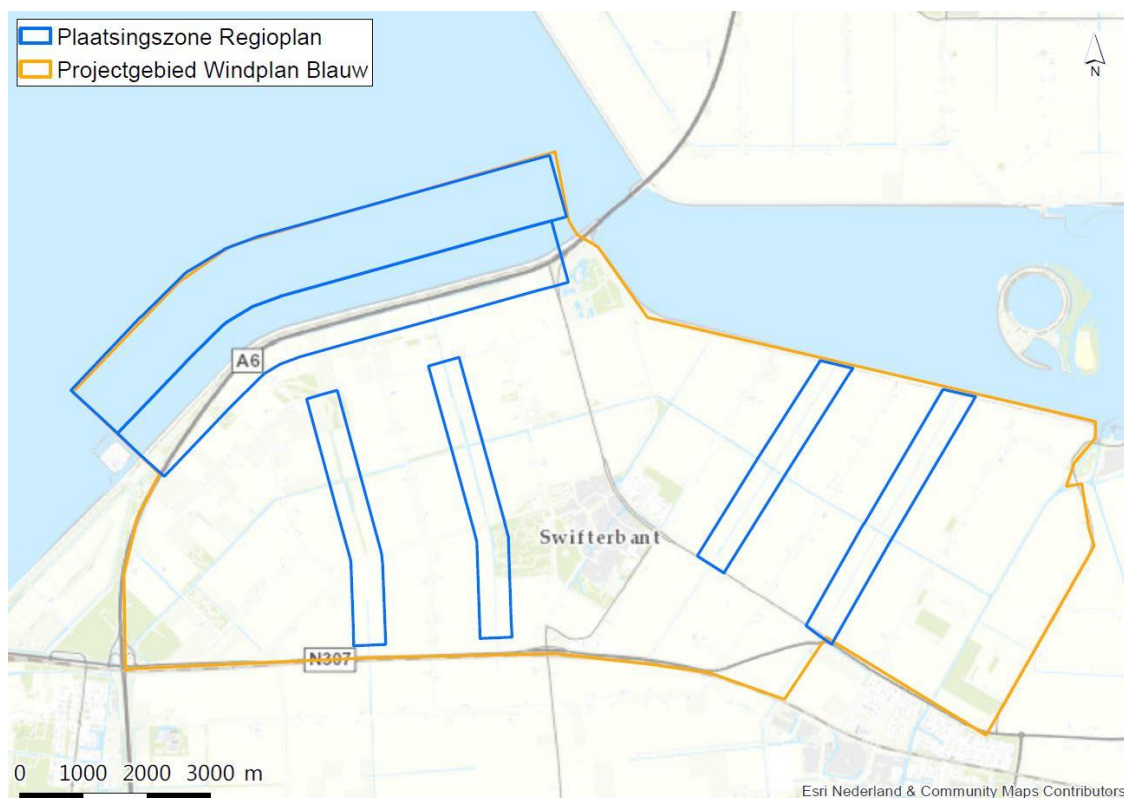 Plaatsingszone Regioplan
Projectgebied Windplan Blauw
N
A6
Swifterbant
N307
0 1000 2000 3000 m
Esri Nederland & Community Maps Contributors